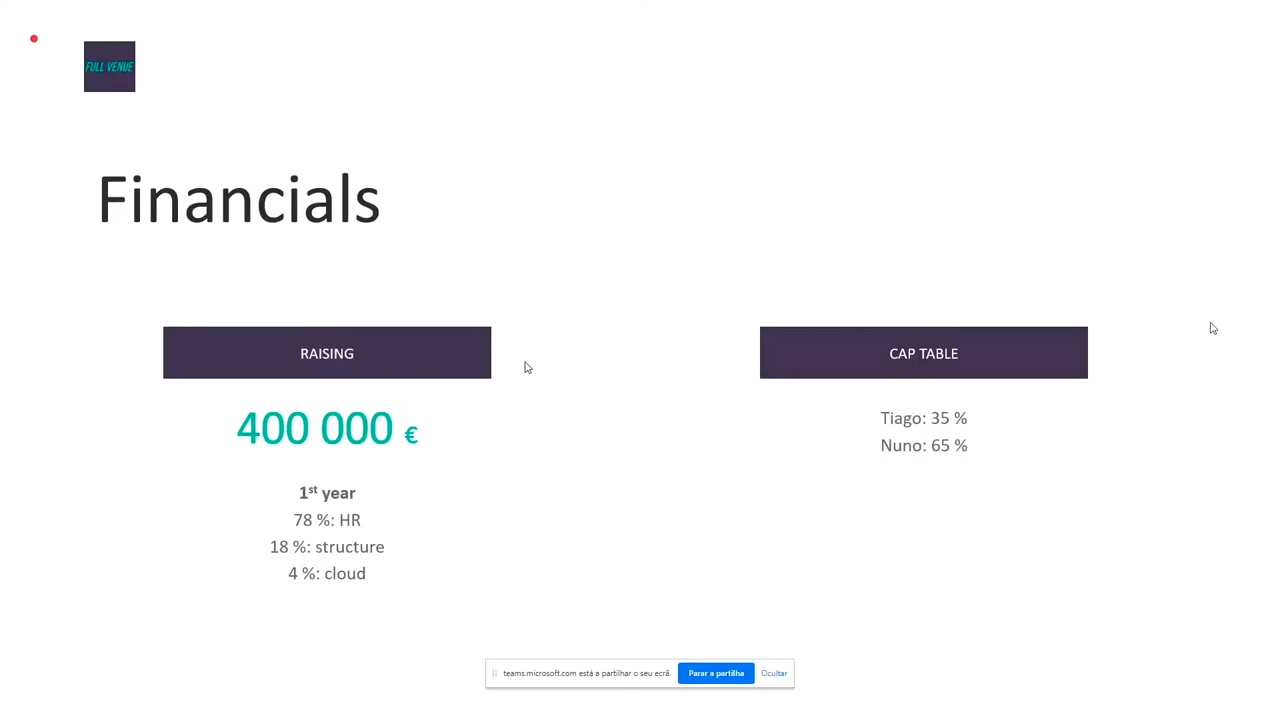 FULL VENUE
Financials
RAISING
400 000 €
1st year
78 %: HR
18 %: structure
4 %: cloud
CAP TABLE
Tiago: 35 %
Nuno: 65 %
teams.microsoft.com está a partilhar o seu ecrã.
Parar a partilha
Ocultar